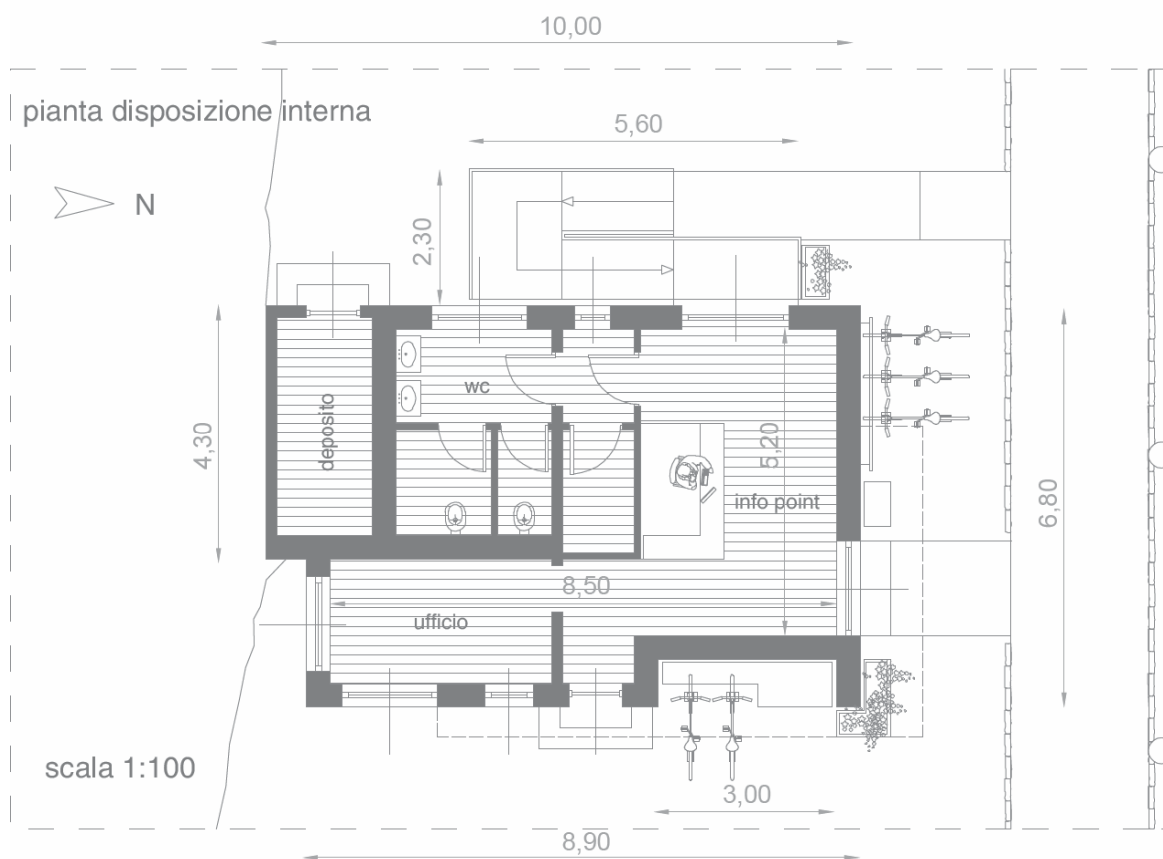 10,00
pianta disposizione interna
5,60
N
2,30
wc
deposito
4,30
5,20
info point
6,80
8,50
ufficio
scala 1:100
3,00
8,90